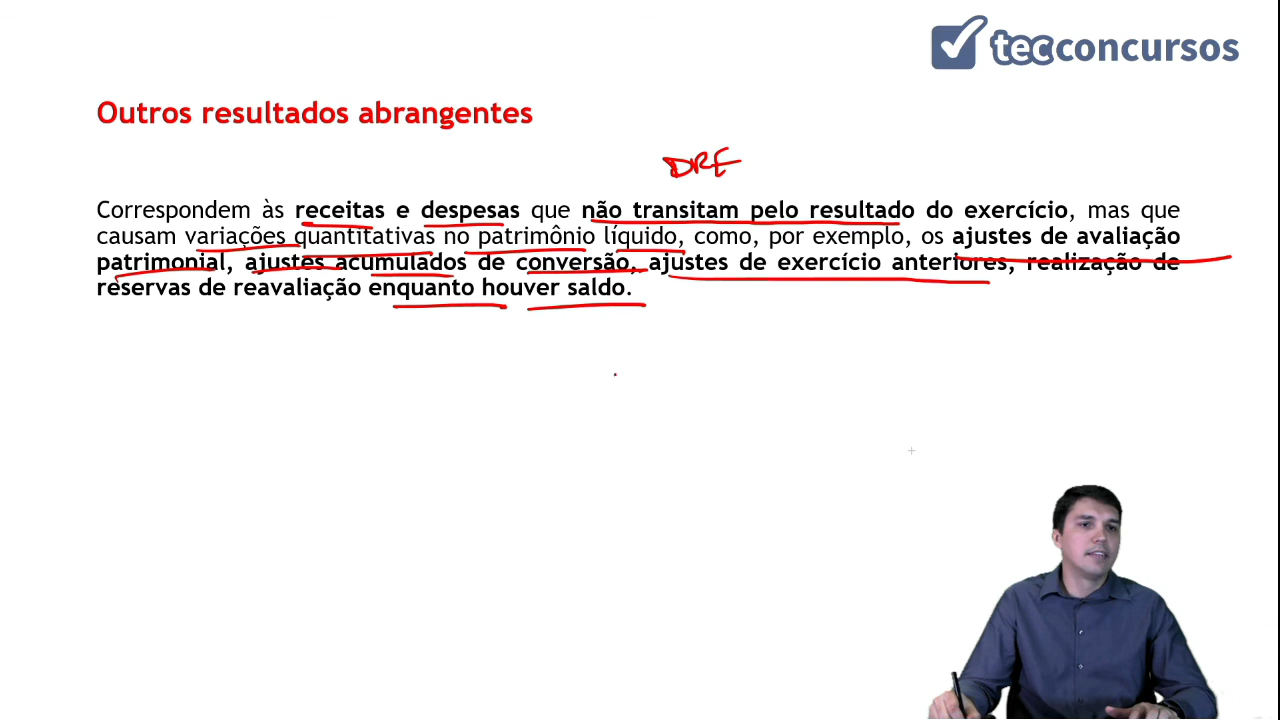 tecconcursos
Outros resultados abrangentes
DRE
Correspondem às receitas e despesas que não transitam pelo resultado do exercício, mas que
causam variações quantitativas no patrimônio líquido, como, por exemplo, os ajustes de avaliação
patrimonial, ajustes acumulados de conversão, ajustes de exercício anteriores, realização de
reservas de reavaliação enquanto houver saldo.